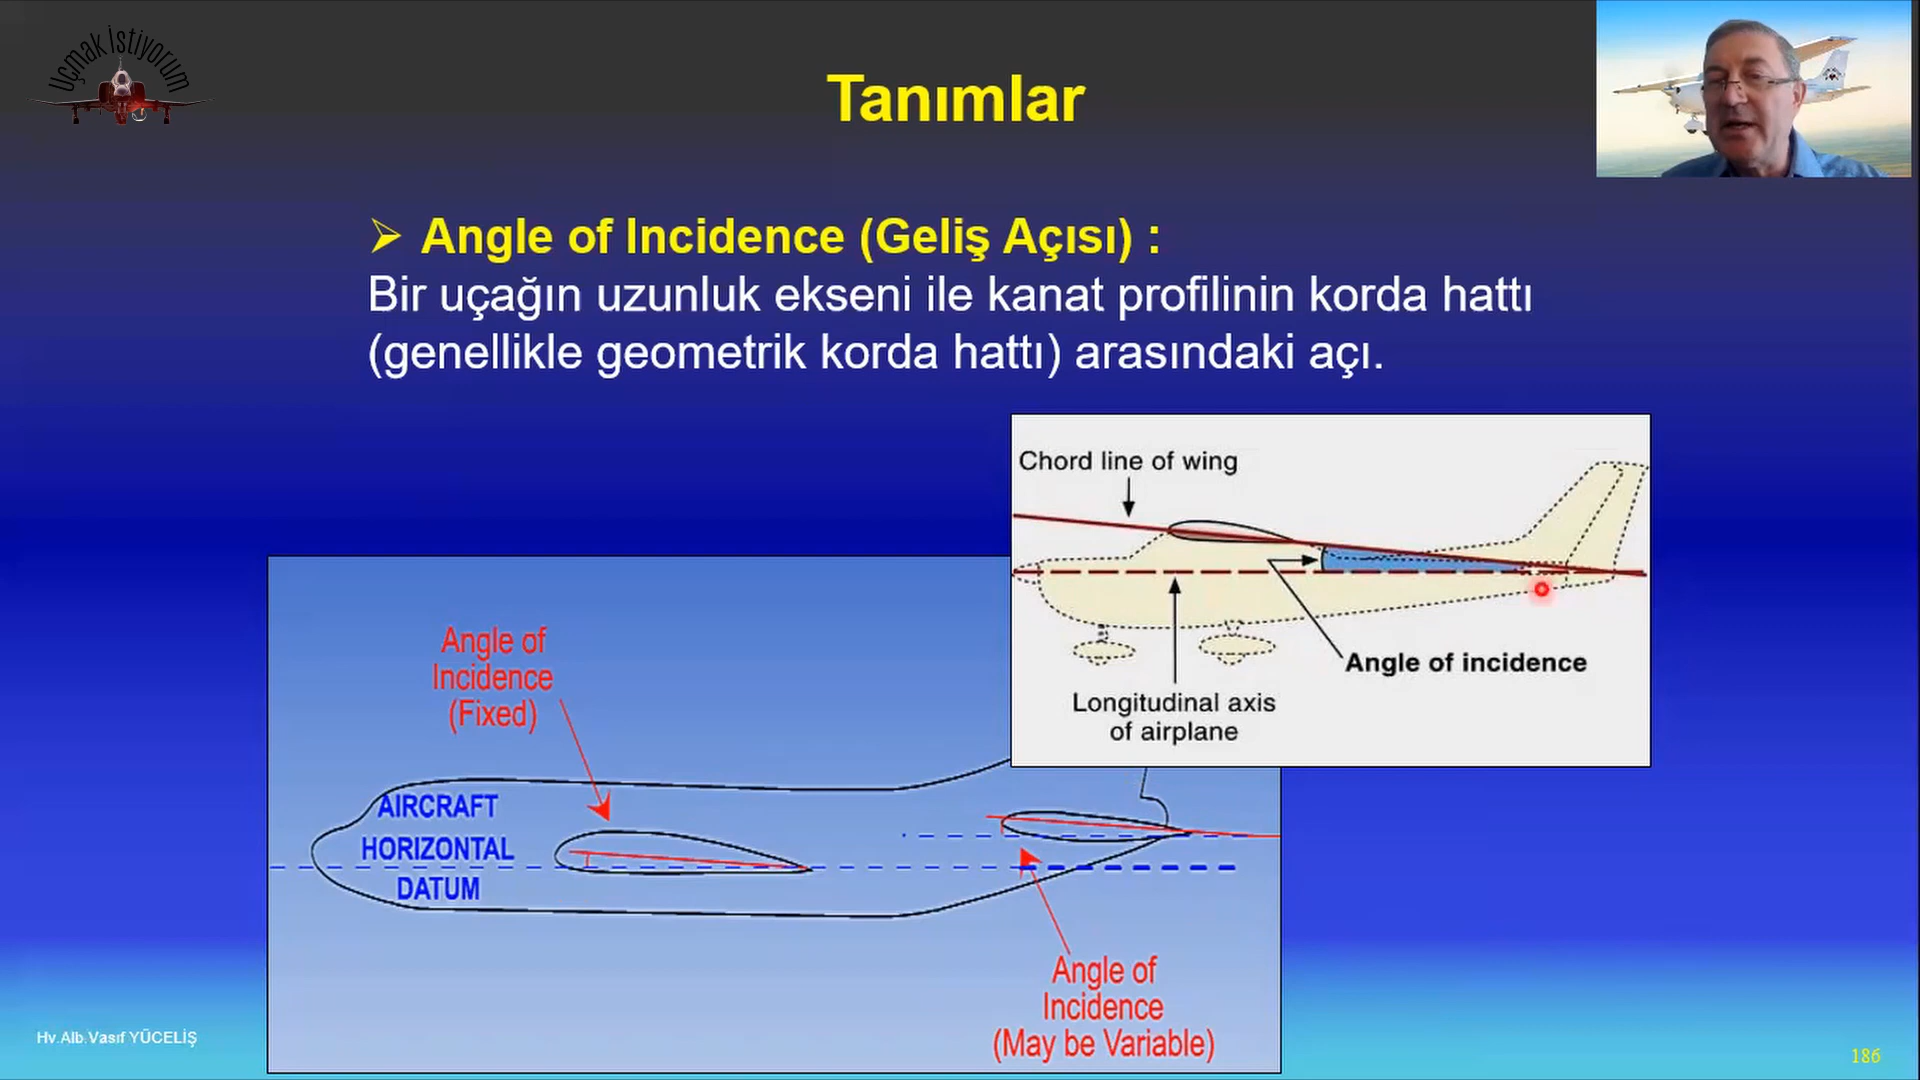 Uçmak İstiyorum
Tanımlar
➢ Angle of Incidence (Geliş Açısı) :
Bir uçağın uzunluk ekseni ile kanat profilinin korda hattı
(genellikle geometrik korda hattı) arasındaki açı.
Chord line of wing
Angle of incidence
Longitudinal axis
of airplane
Angle of
Incidence
(Fixed)
AIRCRAFT
HORIZONTAL
DATUM
Angle of
Incidence
(May be Variable)
Hv.Alb.Vasıf YÜCELİŞ
186